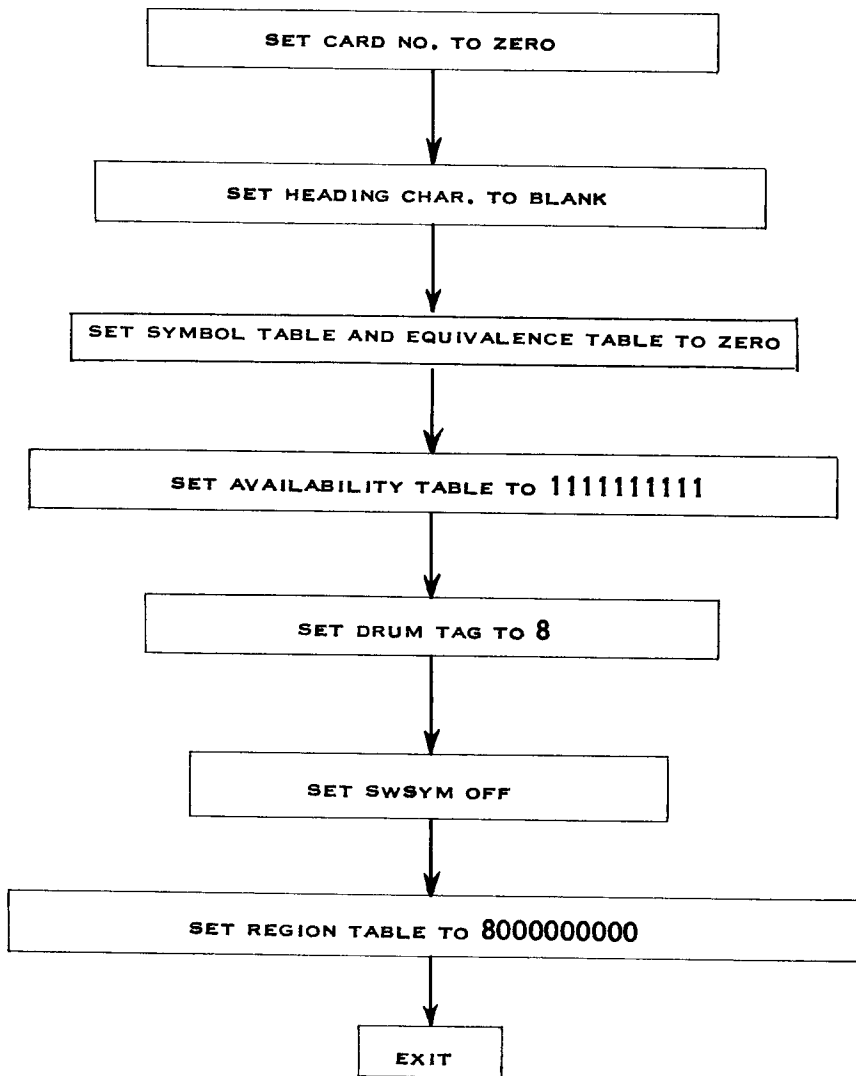 SET CARD NO. TO ZERO
SET HEADING CHAR. TO BLANK
SET SYMBOL TABLE AND EQUIVALENCE TABLE TO ZERO
SET AVAILABILITY TABLE TO 1111111111
SET DRUM TAG TO 8
SET SWSYM OFF
SET REGION TABLE TO 8000000000
EXIT